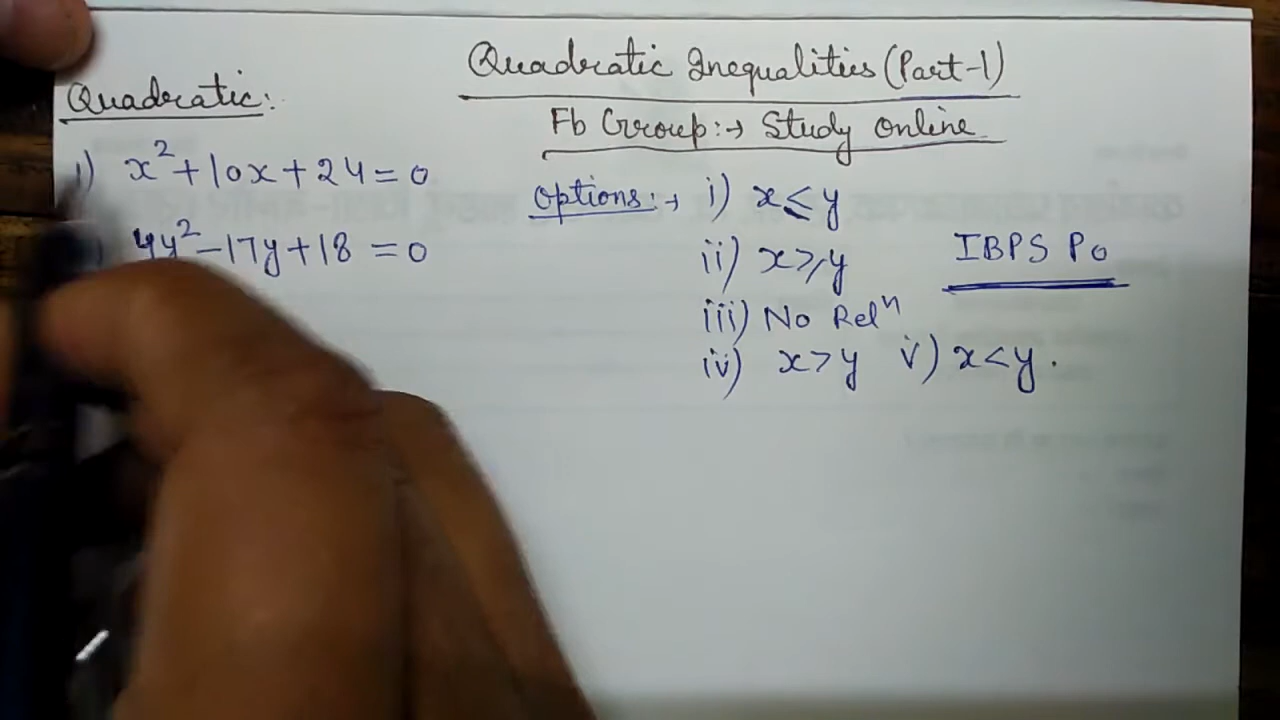 Quadratic Inequalities (Part-1)
Fb Group:→ Study Online
Quadratic:
i) x²+10x+24=0
4y²-17y+18=0
Options:→ i) x≤y
ii) x≥y
iii) No Relⁿ
iv) x>y v) x<y.
IBPS PO